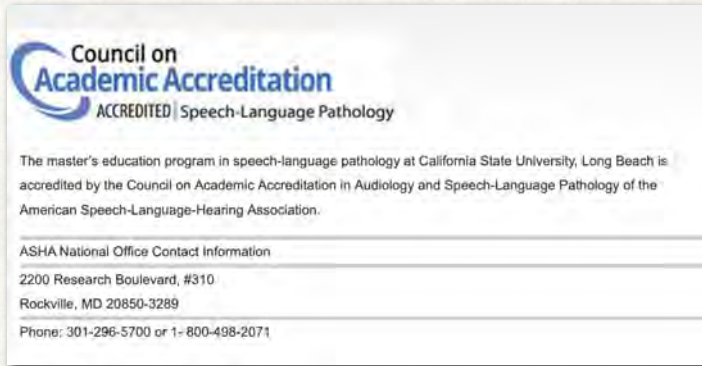 Council on
Academic Accreditation
ACCREDITED | Speech-Language Pathology
The master's education program in speech-language pathology at California State University, Long Beach is
accredited by the Council on Academic Accreditation in Audiology and Speech-Language Pathology of the
American Speech-Language-Hearing Association.
ASHA National Office Contact Information
2200 Research Boulevard, #310
Rockville, MD 20850-3289
Phone: 301-296-5700 or 1- 800-498-2071